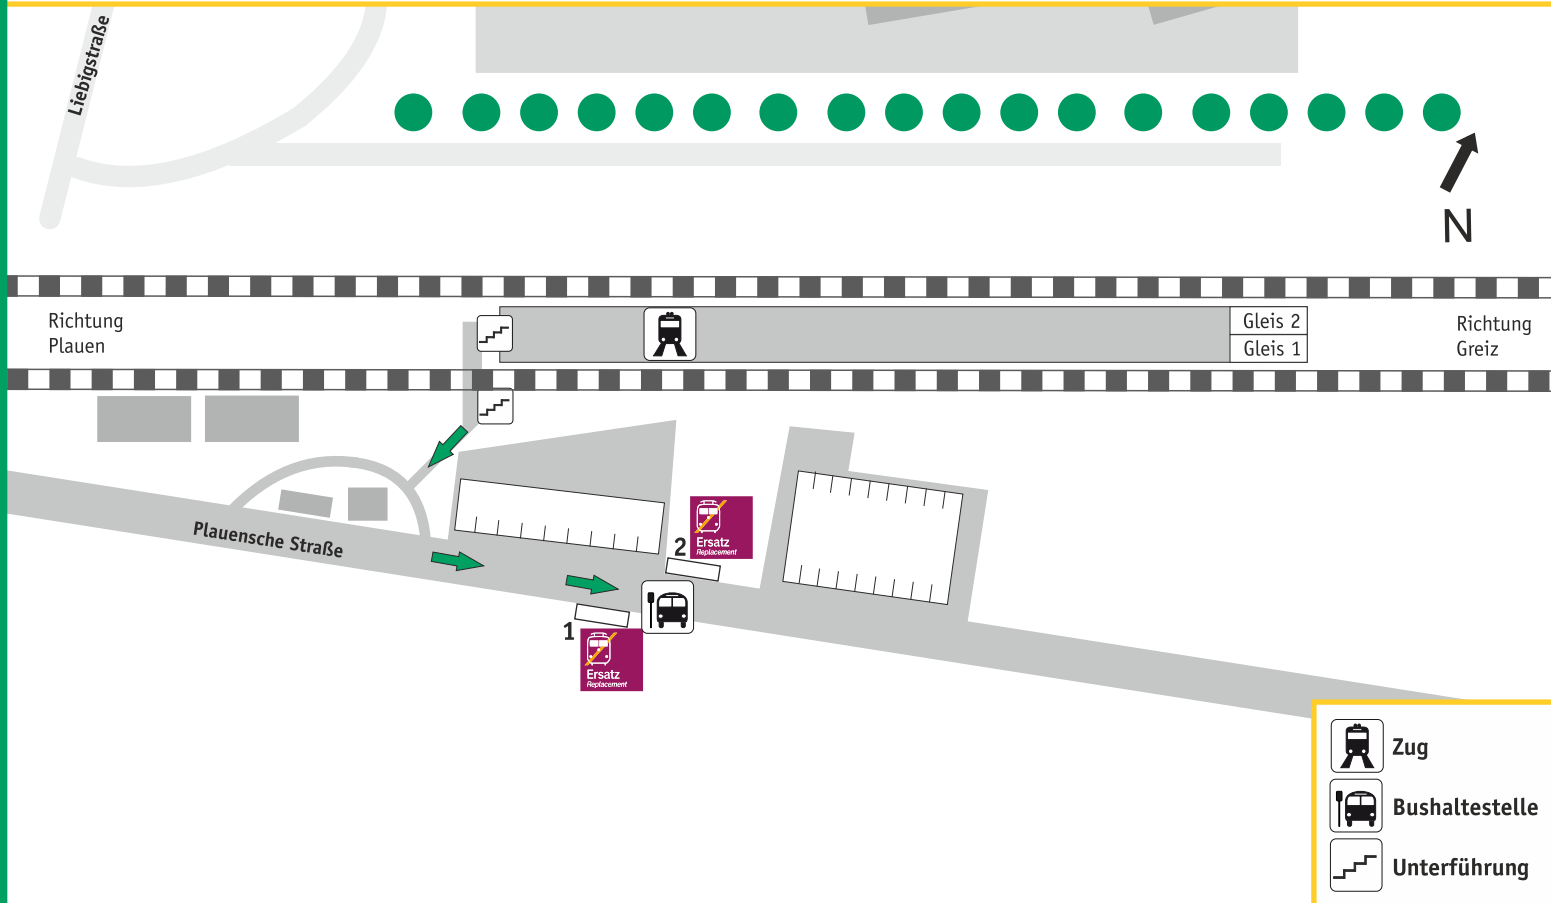 Liebigstraße
N
Richtung
Plauen
Gleis 2
Gleis 1
Richtung
Greiz
Plauensche Straße
2
Ersatz
Replacement
1
Ersatz
Replacement
Zug
Bushaltestelle
Unterführung